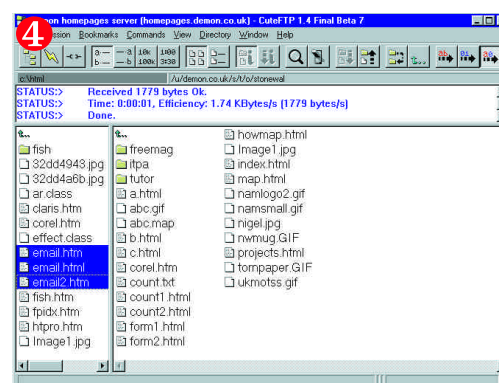 4
mon homepages server (homepages.demon.co.uk) - CuteFTP 1.4 Final Beta 7
ssion Bookmarks Commands View Directory Window Help
c:\html
/u/demon.co.uk/s/t/o/stonewal
STATUS:> Received 1779 bytes Ok.
STATUS:> Time: 0:00:01, Efficiency: 1.74 KBytes/s (1779 bytes/s)
STATUS:> Done.
fish
32dd4943.jpg
32dd4a6b.jpg
ar.class
claris.htm
corel.htm
effect.class
email.htm
email.html
email2.htm
fish.htm
fpidx.htm
htpro.htm
Image1.jpg
freemag
itpa
tutor
a.html
abc.gif
abc.map
b.html
c.html
corel.htm
count.txt
count1.html
count2.html
form1.html
form2.html
howmap.html
Image1.jpg
index.html
map.html
namlogo2.gif
namsmall.gif
nigel.jpg
nwmug.GIF
projects.html
tornpaper.GIF
ukmotss.gif